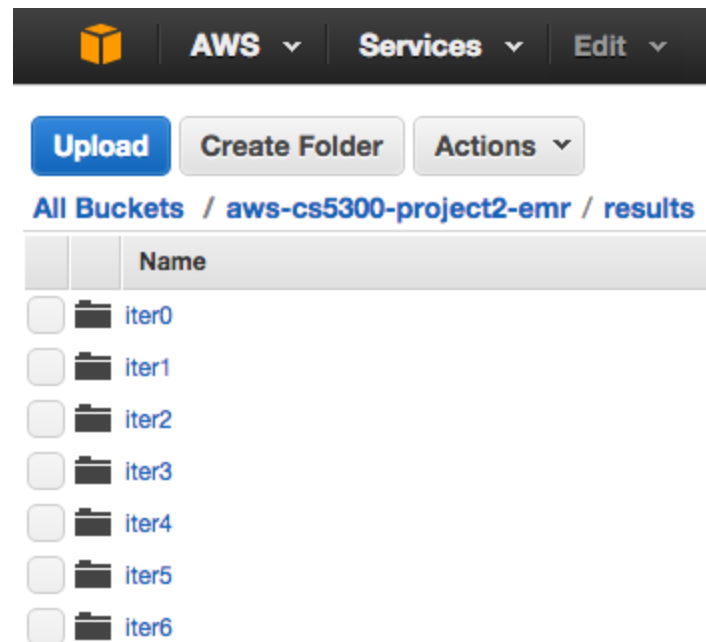 AWS Services Edit
Upload Create Folder Actions
All Buckets / aws-cs5300-project2-emr / results
Name
iter0
iter1
iter2
iter3
iter4
iter5
iter6